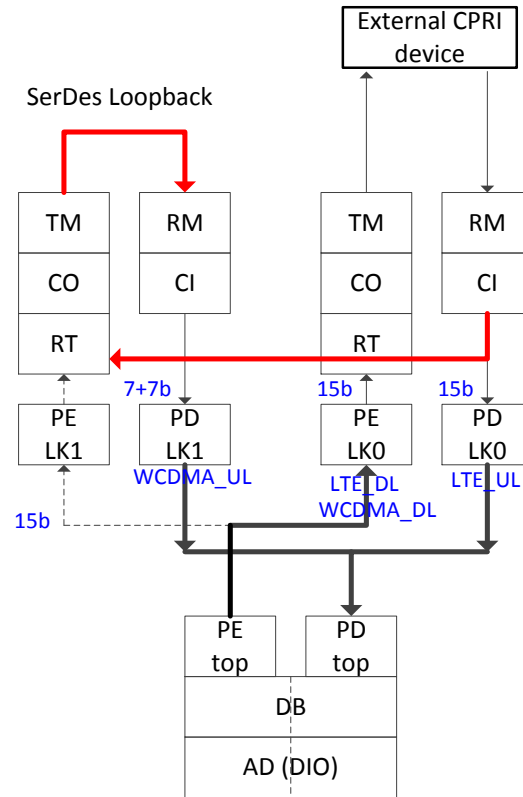 External CPRI
device
SerDes Loopback
TM
RM
TM
RM
CO
CI
CO
CI
RT
RT
7+7b
15b
15b
PE
LK1
PD
LK1
PE
LK0
PD
LK0
WCDMA_UL
LTE_DL
WCDMA_DL
LTE_UL
15b
PE
top
PD
top
DB
AD (DIO)